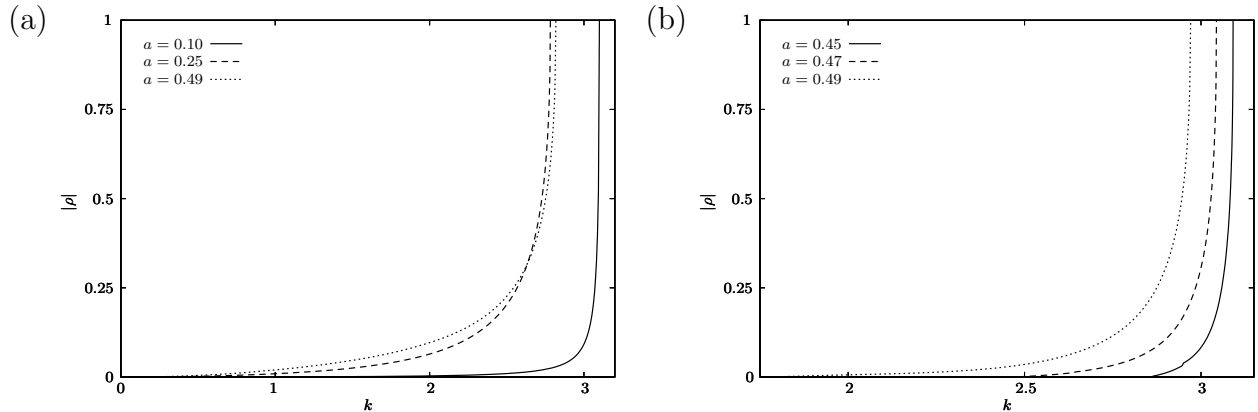 (a)
1
0.75
0.5
0.25
0
|ρ|
a = 0.10
a = 0.25
a = 0.49
0 1 2 3
k
(b)
1
0.75
0.5
0.25
0
|ρ|
a = 0.45
a = 0.47
a = 0.49
2 2.5 3
k